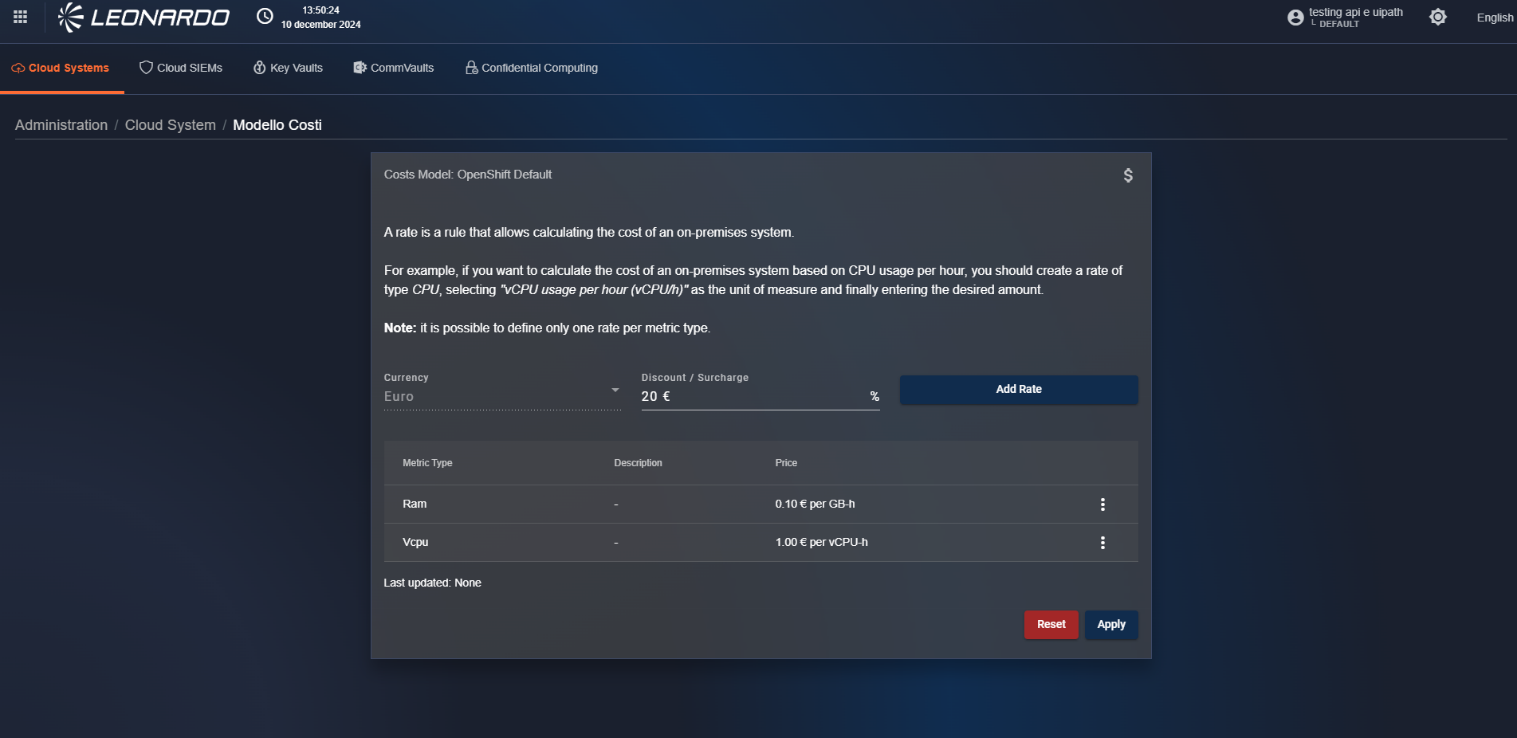 LEONARDO
13:50:24
10 december 2024
testing api e uipath
└ DEFAULT
English
Cloud Systems
Cloud SIEMs
Key Vaults
CommVaults
Confidential Computing
Administration / Cloud System / Modello Costi
Costs Model: OpenShift Default
$
A rate is a rule that allows calculating the cost of an on-premises system.
For example, if you want to calculate the cost of an on-premises system based on CPU usage per hour, you should create a rate of
type CPU, selecting "vCPU usage per hour (vCPU/h)" as the unit of measure and finally entering the desired amount.
Note: it is possible to define only one rate per metric type.
Currency
Euro
Discount / Surcharge
20 € %
Add Rate
Metric Type Description Price
Ram - 0.10 € per GB-h
Vcpu - 1.00 € per vCPU-h
Last updated: None
Reset
Apply